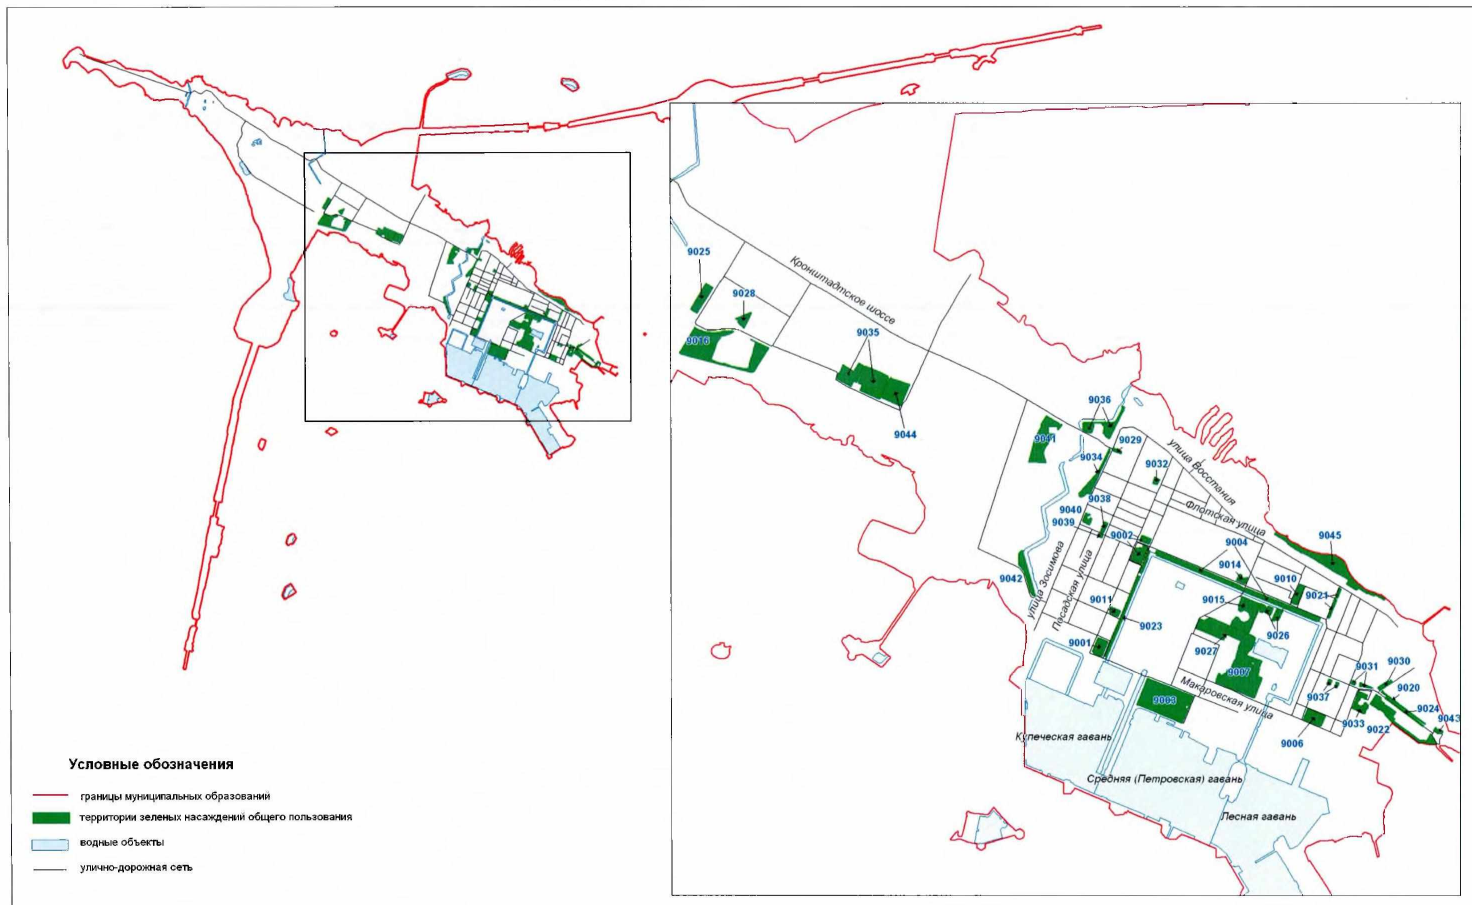 9025
9028
Кронштадтское шоссе
9016
9035
9044
9036
9041
9029
9034
9032
улица Восстания
9038
9040
9039
Флотская улица
9002
9004
9045
9014
9042
9010
9015
9021
улица Зосимова
Посадская улица
9011
9023
9026
9001
9027
9007
9031
9030
9020
9037
9024
9003
Макаровская улица
9033
9022
9043
9006
Купеческая гавань
Средняя (Петровская) гавань
Лесная гавань
Условные обозначения
границы муниципальных образований
территории зеленых насаждений общего пользования
водные объекты
улично-дорожная сеть